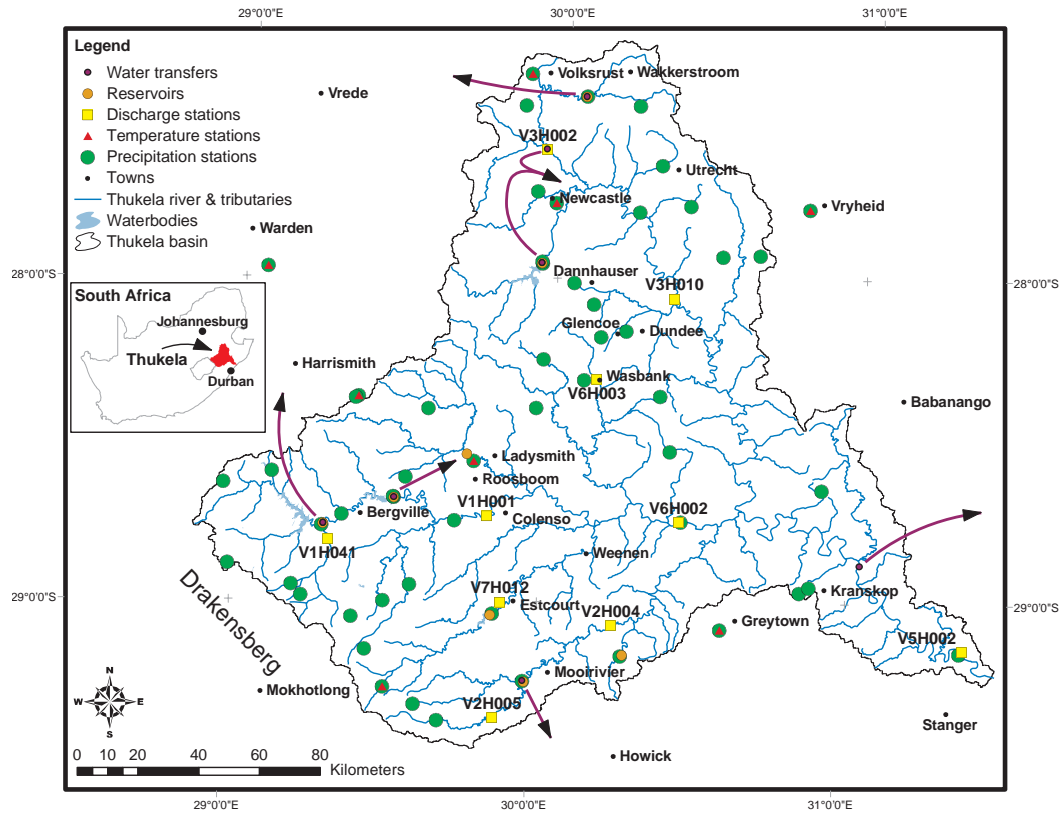 29°0'0"E 30°0'0"E 31°0'0"E
Legend
Water transfers
Reservoirs
Discharge stations
Temperature stations
Precipitation stations
Towns
Thukela river & tributaries
Waterbodies
Thukela basin
Volksrust
Wakkerstroom
Vrede
V3H002
Utrecht
Newcastle
Vryheid
Warden
28°0'0"S
28°0'0"S
Dannhauser
V3H010
South Africa
Johannesburg
Thukela
Durban
Glencoe
Dundee
Harrismith
Wasbank
V6H003
Babanango
Ladysmith
Roosboom
V1H001
Colenso
Bergville
V6H002
V1H041
Weenen
Drakensberg
V7H012
Estcourt
V2H004
Kranskop
29°0'0"S
29°0'0"S
Greytown
V5H002
Mooirivier
Mokhotlong
V2H005
Stanger
Howick
N
W E
S
0 10 20 40 60 80
Kilometers
29°0'0"E 30°0'0"E 31°0'0"E